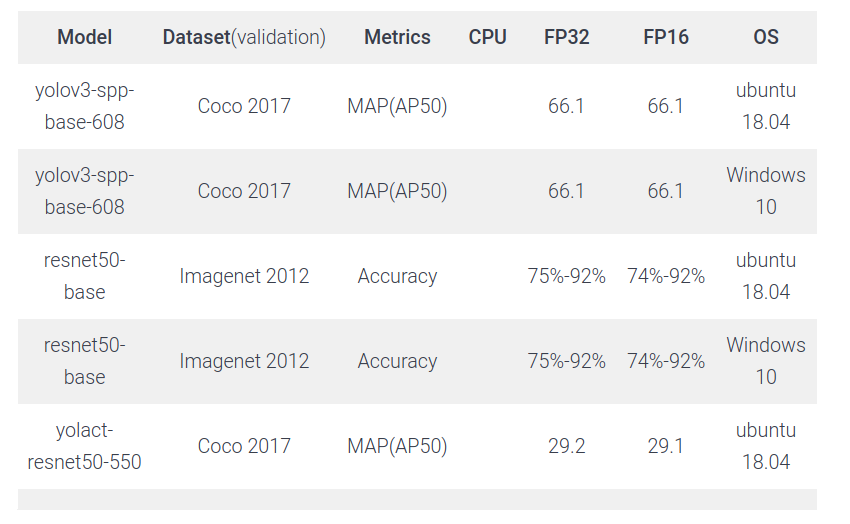 Model Dataset(validation) Metrics CPU FP32 FP16 OS
yolov3-spp-
base-608 Coco 2017 MAP(AP50) 66.1 66.1 ubuntu
18.04
yolov3-spp-
base-608 Coco 2017 MAP(AP50) 66.1 66.1 Windows
10
resnet50-
base Imagenet 2012 Accuracy 75%-92% 74%-92% ubuntu
18.04
resnet50-
base Imagenet 2012 Accuracy 75%-92% 74%-92% Windows
10
yolact-
resnet50-550 Coco 2017 MAP(AP50) 29.2 29.1 ubuntu
18.04